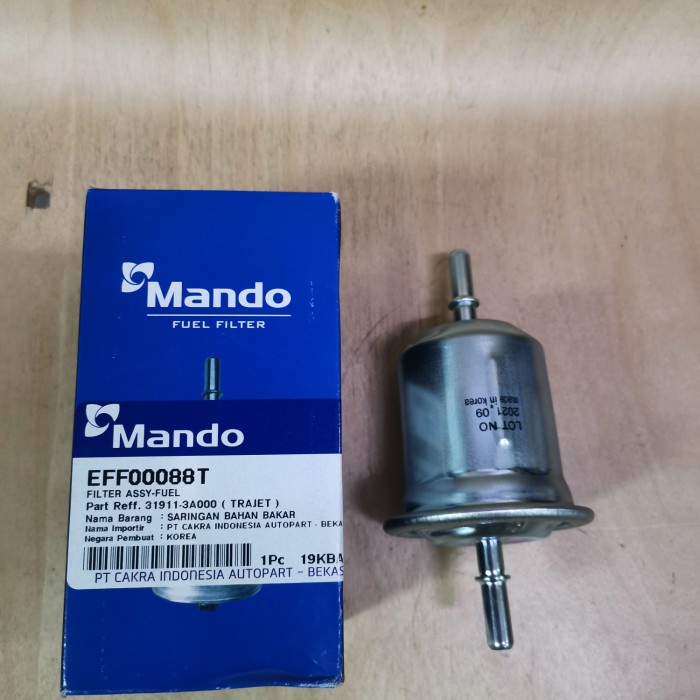 Mando
FUEL FILTER
Mando
EFF00088T
FILTER ASSY-FUEL
Part Reff. 31911-3A000 ( TRAJET )
Nama Barang : SARINGAN BAHAN BAKAR
Nama Importir : PT CAKRA INDONESIA AUTOPART - BEKA
Negara Pembuat : KOREA
1Pc 19KBA
PT CAKRA INDONESIA AUTOPART - BEKAS
LOT NO
2021.09
made in korea